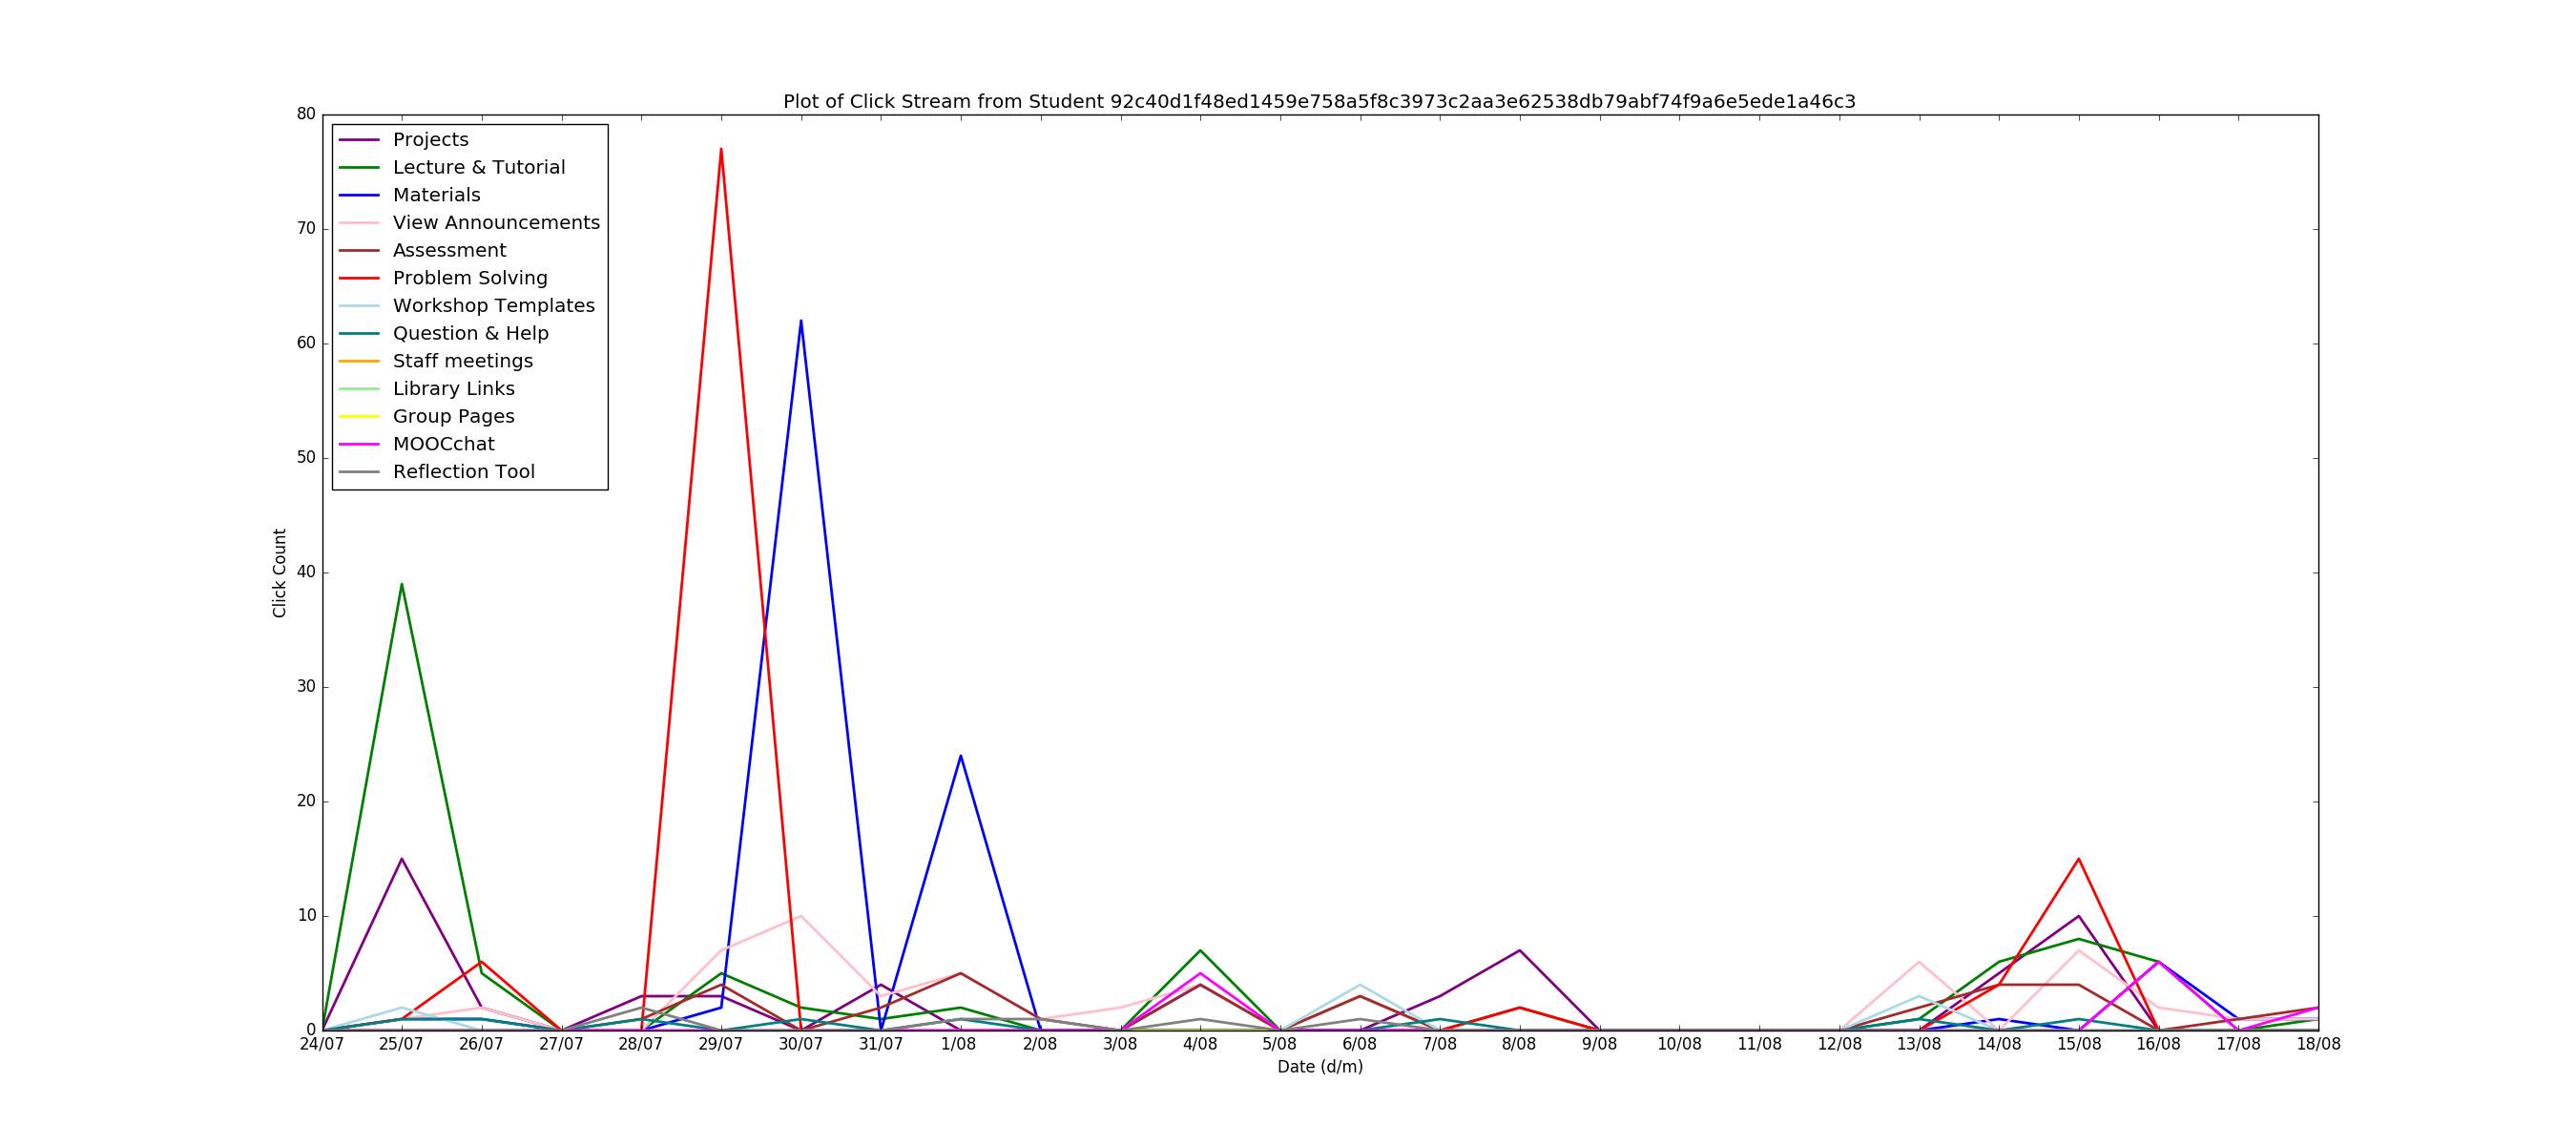 Plot of Click Stream from Student 92c40d1f48ed1459e758a5f8c3973c2aa3e62538db79abf74f9a6e5ede1a46c3
80
70
60
50
40
30
20
10
0
Click Count
Projects
Lecture & Tutorial
Materials
View Announcements
Assessment
Problem Solving
Workshop Templates
Question & Help
Staff meetings
Library Links
Group Pages
MOOCchat
Reflection Tool
24/07 25/07 26/07 27/07 28/07 29/07 30/07 31/07 1/08 2/08 3/08 4/08 5/08 6/08 7/08 8/08 9/08 10/08 11/08 12/08 13/08 14/08 15/08 16/08 17/08 18/08
Date (d/m)